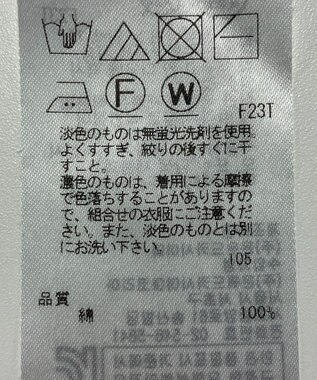 F
W
F23T
淡色のものは無蛍光洗剤を使用。
よくすすぎ、絞りの後すぐに干
すこと。
濃色のものは、着用による摩擦
で色落ちすることがありますの
で、組合せの衣服にご注意くだ
さい。また、淡色のものとは別
にお洗い下さい。
105
品質
綿 100%